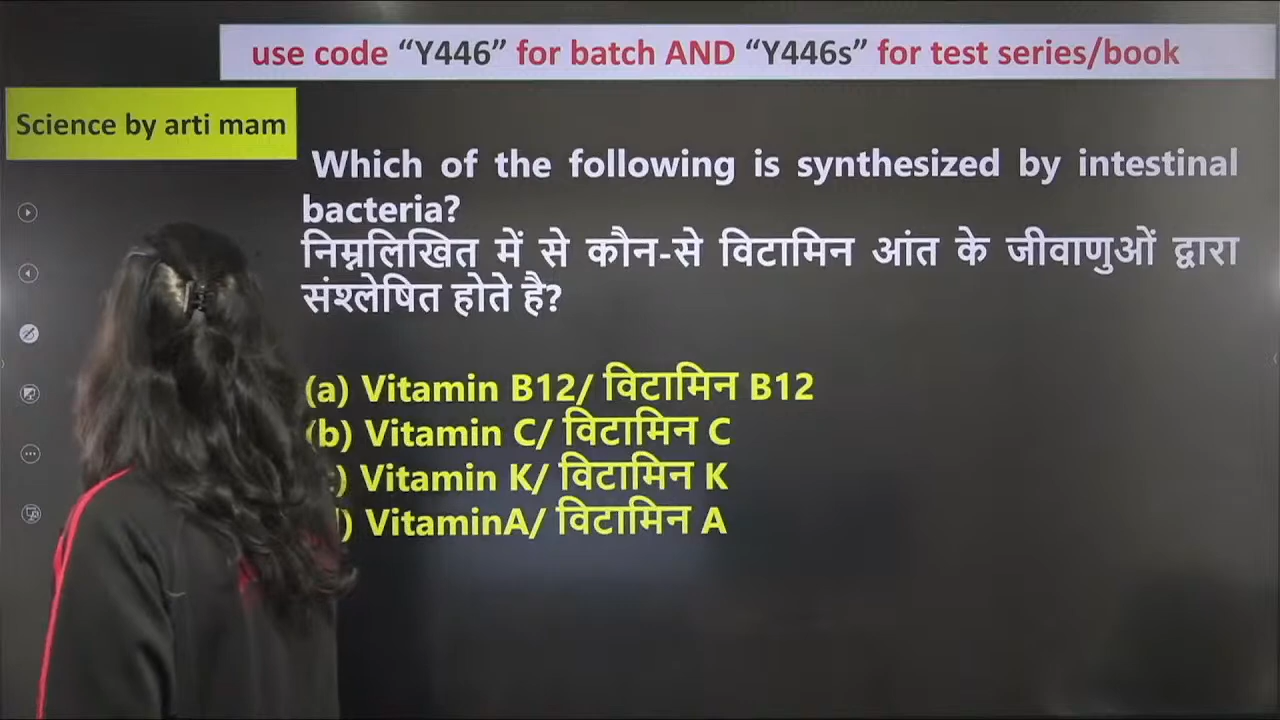 use code “Y446” for batch AND “Y446s” for test series/book
Science by arti mam
Which of the following is synthesized by intestinal
bacteria?
निम्नलिखित में से कौन-से विटामिन आंत के जीवाणुओं द्वारा
संश्लेषित होते है?
(a) Vitamin B12/ विटामिन B12
(b) Vitamin C/ विटामिन C
) Vitamin K/ विटामिन K
) VitaminA/ विटामिन A